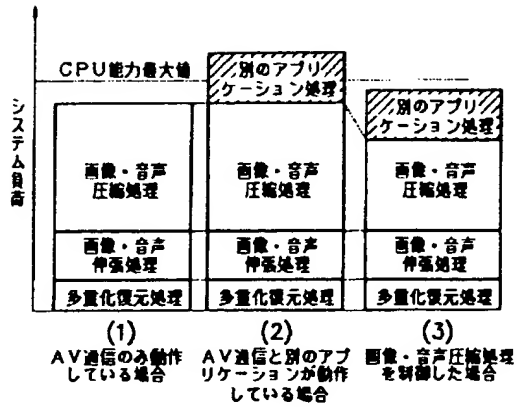 システム負荷
CPU能力最大値
別のアプリ
ケーション処理
別のアプリ
ケーション処理
画像・音声
圧縮処理
画像・音声
圧縮処理
画像・音声
圧縮処理
画像・音声
伸張処理
画像・音声
伸張処理
画像・音声
伸張処理
多重化復元処理
多重化復元処理
多重化復元処理
(1)
AV通信のみ動作
している場合
(2)
AV通信と別のアプ
リケーションが動作
している場合
(3)
画像・音声圧縮処理
を制御した場合